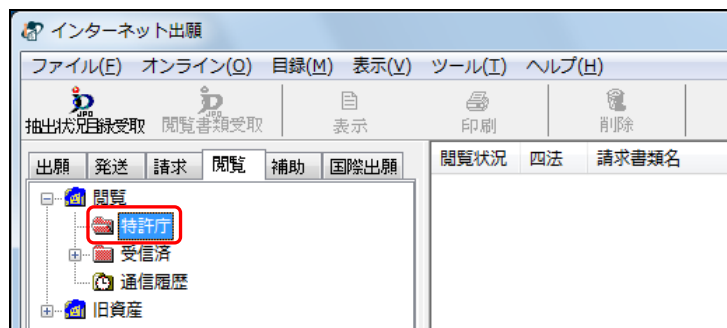 インターネット出願
ファイル(F) オンライン(O) 目録(M) 表示(V) ツール(T) ヘルプ(H)
JPO JPO
抽出状況目録受取 閲覧書類受取 表示 印刷 削除
出願 発送 請求 閲覧 補助 国際出願 閲覧状況 四法 請求書類名
閲覧
特許庁
受信済
通信履歴
旧資産